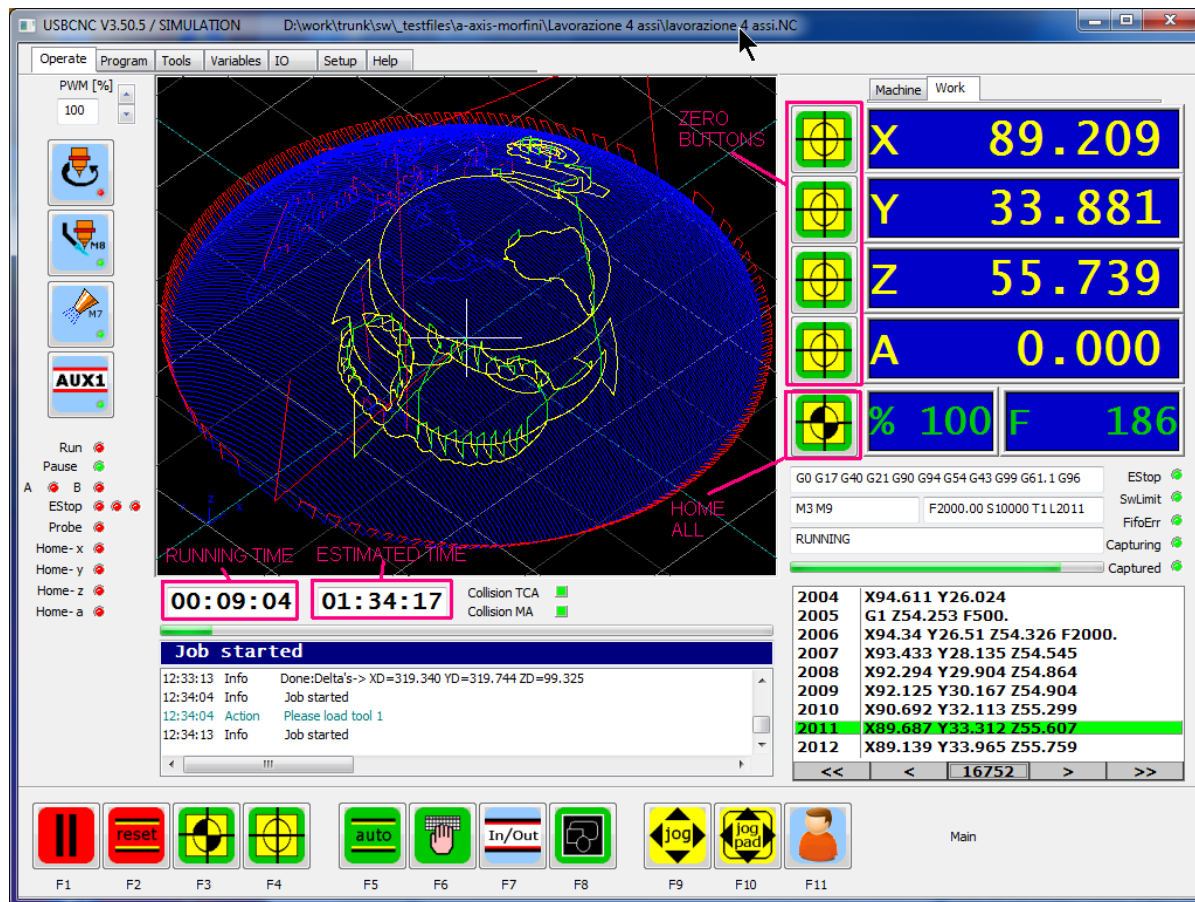 USBCNC V3.50.5 / SIMULATION D:\work\trunk\sw\_testfiles\a-axis-morfini\Lavorazione 4 assi\lavorazione 4 assi.NC
Operate Program Tools Variables IO Setup Help
PWM [%]
100
M8
M7
AUX1
Run
Pause
A B
EStop
Probe
Home- x
Home- y
Home- z
Home- a
ZERO
BUTTONS
HOME
ALL
Z
X
RUNNING TIME ESTIMATED TIME
00:09:04 01:34:17
Collision TCA
Collision MA
Job started
12:33:13 Info Done:Delta's-> XD=319.340 YD=319.744 ZD=99.325
12:34:04 Info Job started
12:34:04 Action Please load tool 1
12:34:13 Info Job started
Machine Work
X 89.209
Y 33.881
Z 55.739
A 0.000
% 100 F 186
G0 G17 G40 G21 G90 G94 G54 G43 G99 G61.1 G96
M3 M9 F2000.00 S10000 T1 L2011
RUNNING
EStop
SwLimit
FifoErr
Capturing
Captured
2004 X94.611 Y26.024
2005 G1 Z54.253 F500.
2006 X94.34 Y26.51 Z54.326 F2000.
2007 X93.433 Y28.135 Z54.545
2008 X92.294 Y29.904 Z54.864
2009 X92.125 Y30.167 Z54.904
2010 X90.692 Y32.113 Z55.299
2011 X89.687 Y33.312 Z55.607
2012 X89.139 Y33.965 Z55.759
<< < 16752 > >>
reset auto In/Out jog jog
pad
Main
F1 F2 F3 F4 F5 F6 F7 F8 F9 F10 F11